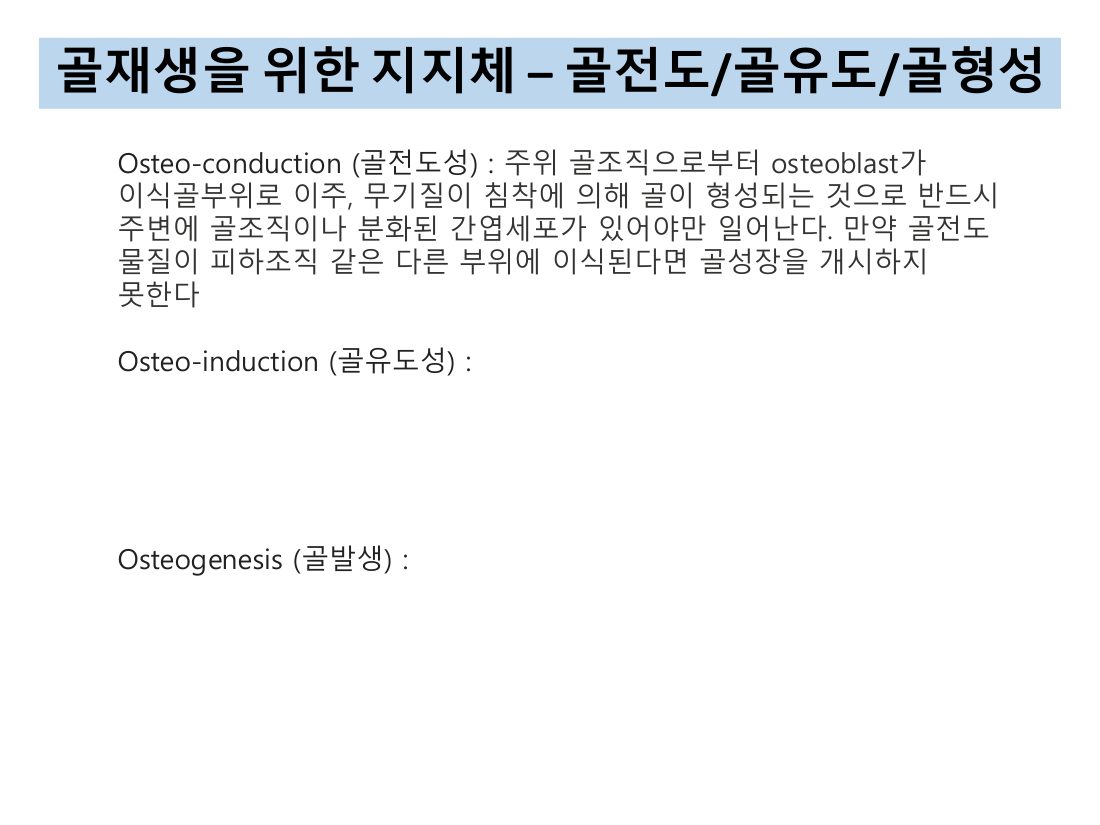 골재생을 위한 지지체 – 골전도/골유도/골형성
Osteo-conduction (골전도성) : 주위 골조직으로부터 osteoblast가
이식골부위로 이주, 무기질이 침착에 의해 골이 형성되는 것으로 반드시
주변에 골조직이나 분화된 간엽세포가 있어야만 일어난다. 만약 골전도
물질이 피하조직 같은 다른 부위에 이식된다면 골성장을 개시하지
못한다
Osteo-induction (골유도성) :
Osteogenesis (골발생) :